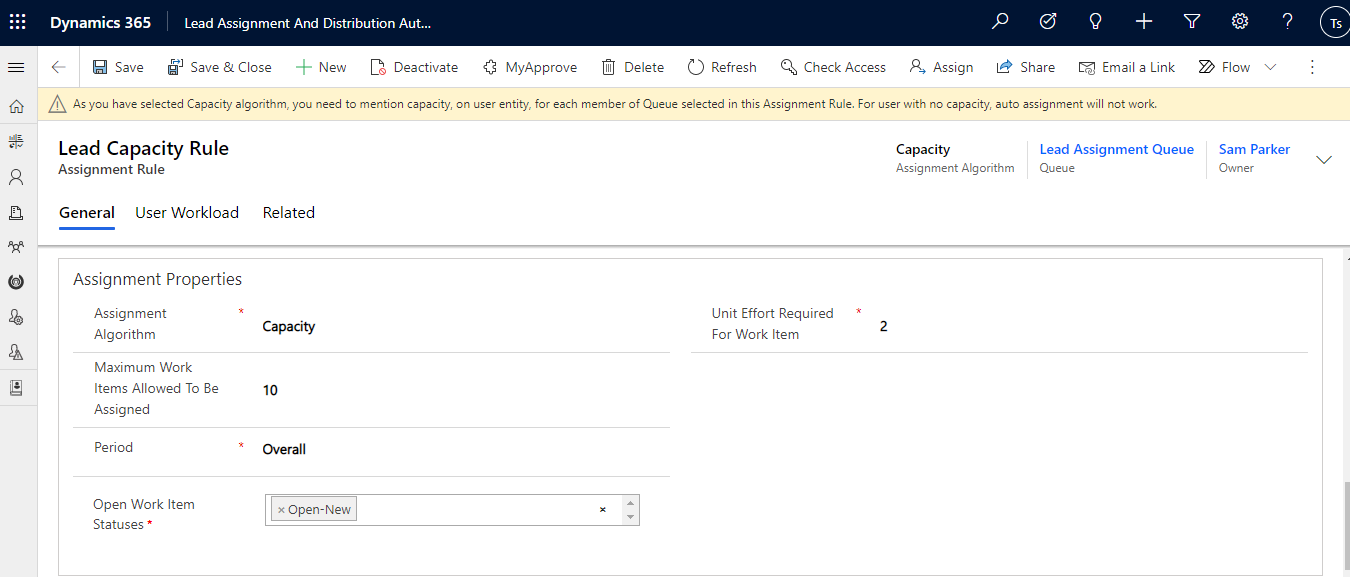 Dynamics 365 Lead Assignment And Distribution Aut... ? Ts
Save Save & Close New Deactivate MyApprove Delete Refresh Check Access Assign Share Email a Link Flow
As you have selected Capacity algorithm, you need to mention capacity, on user entity, for each member of Queue selected in this Assignment Rule. For user with no capacity, auto assignment will not work.
Lead Capacity Rule
Assignment Rule
Capacity Lead Assignment Queue Sam Parker
Assignment Algorithm Queue Owner
General User Workload Related
Assignment Properties
Assignment * Unit Effort Required *
Algorithm Capacity For Work Item 2
Maximum Work
Items Allowed To Be 10
Assigned
Period * Overall
Open Work Item
Statuses * × Open-New ×